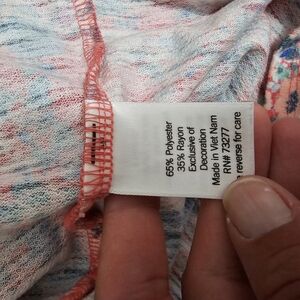 65% Polyester
35% Rayon
Exclusive of
Decoration
Made in Viet Nam
RN# 73277
reverse for care